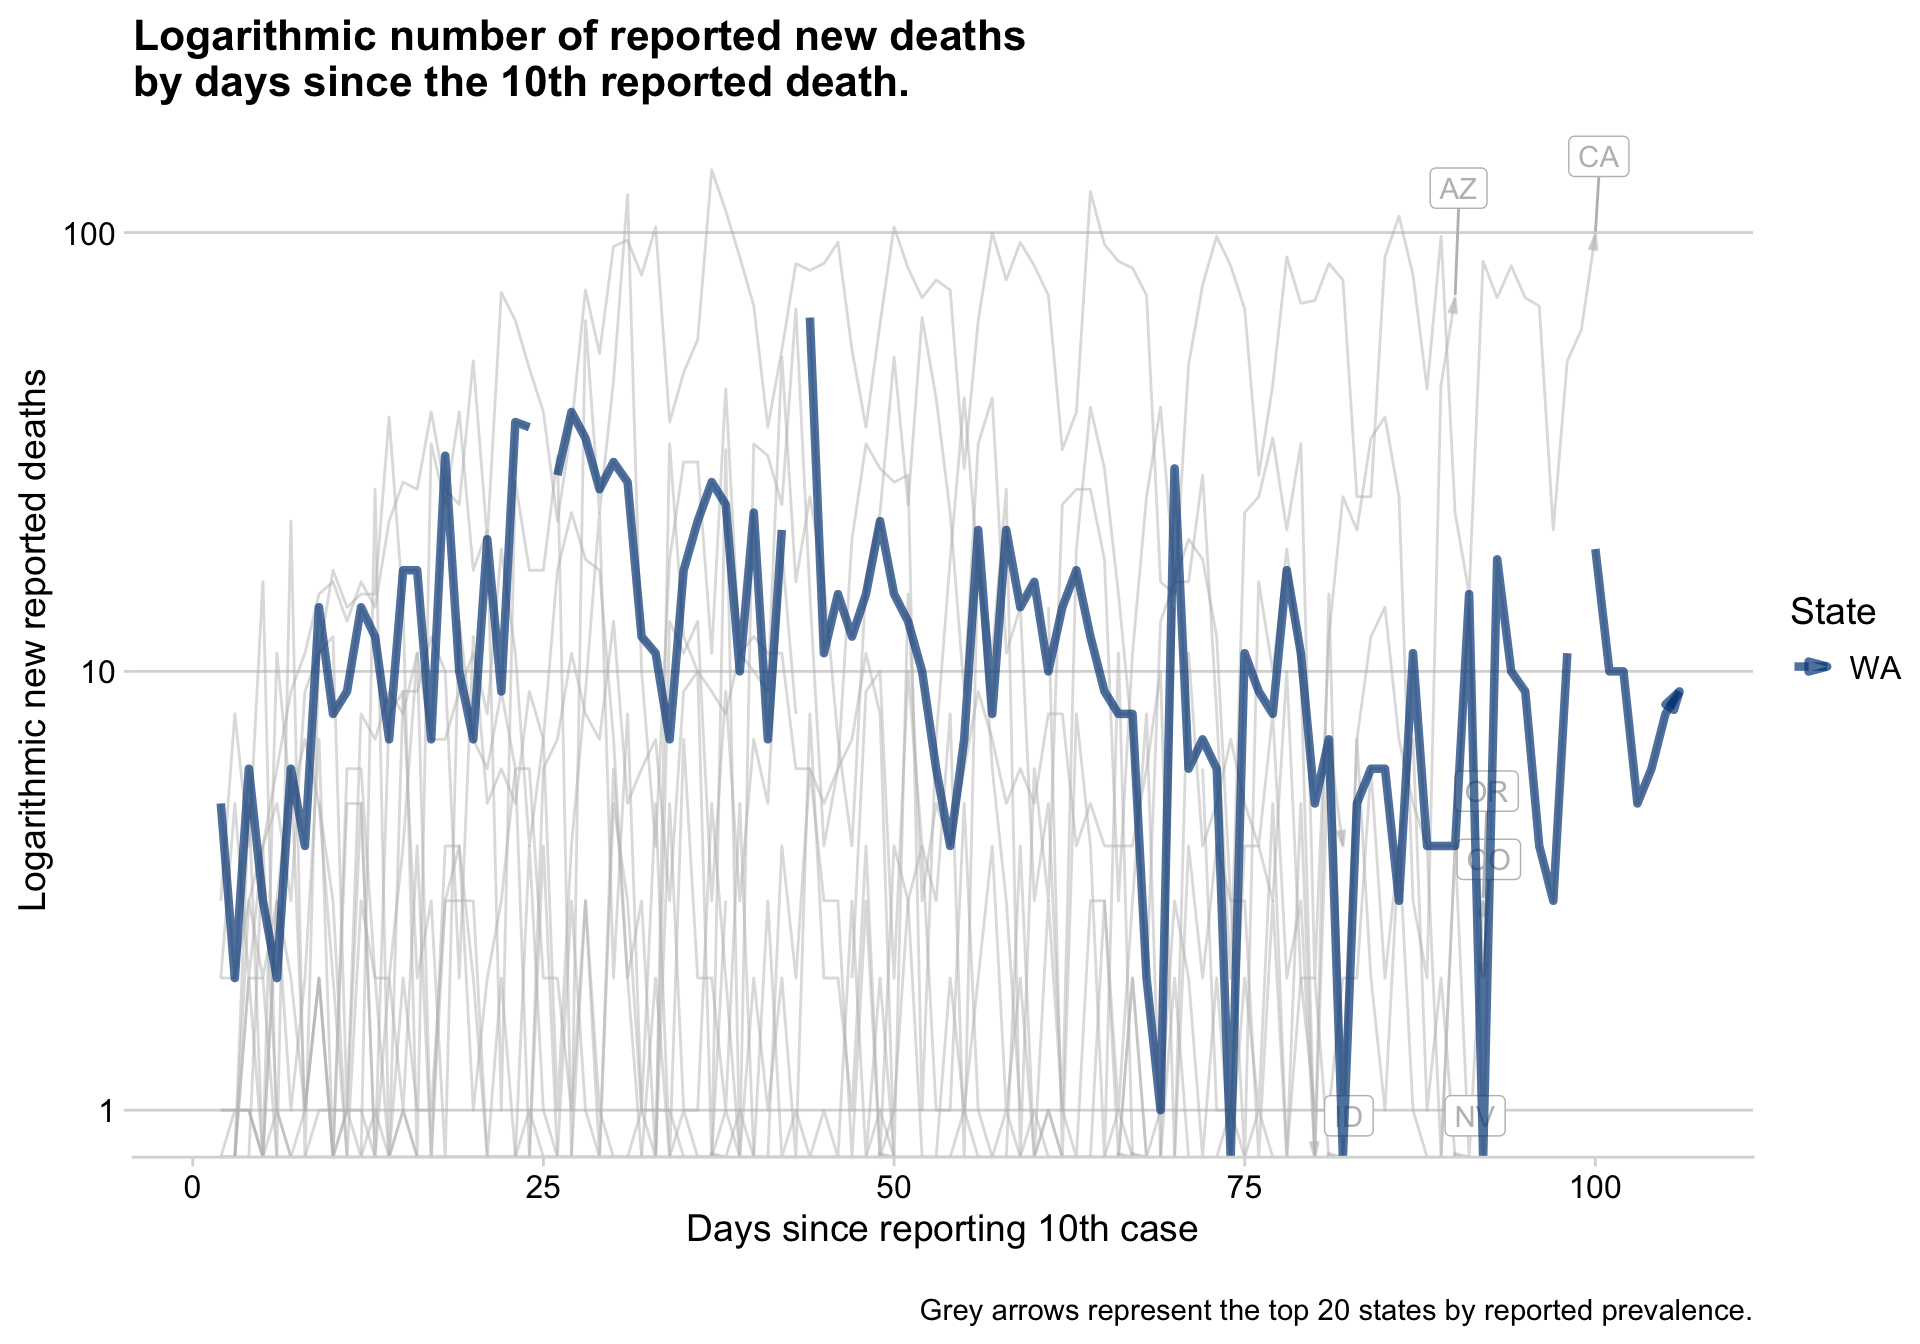 Logarithmic number of reported new deaths
by days since the 10th reported death.
CA
AZ
100
10
1
OR
CO
ID
NV
Logarithmic new reported deaths
State
WA
0
25
50
75
100
Days since reporting 10th case
Grey arrows represent the top 20 states by reported prevalence.